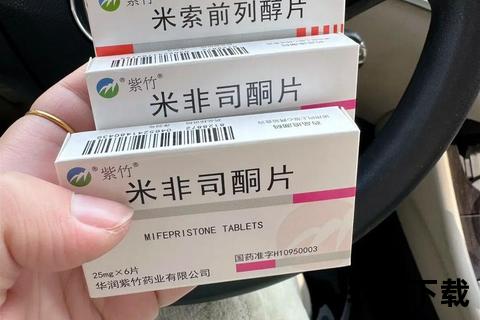 紫竹
米索前列醇片
紫竹
米非司酮片
紫竹
米非司酮片
MIFEPRISTONE TABLETS
国药准字H10950003
25mg×6片
华润紫竹药业有限公司
下载